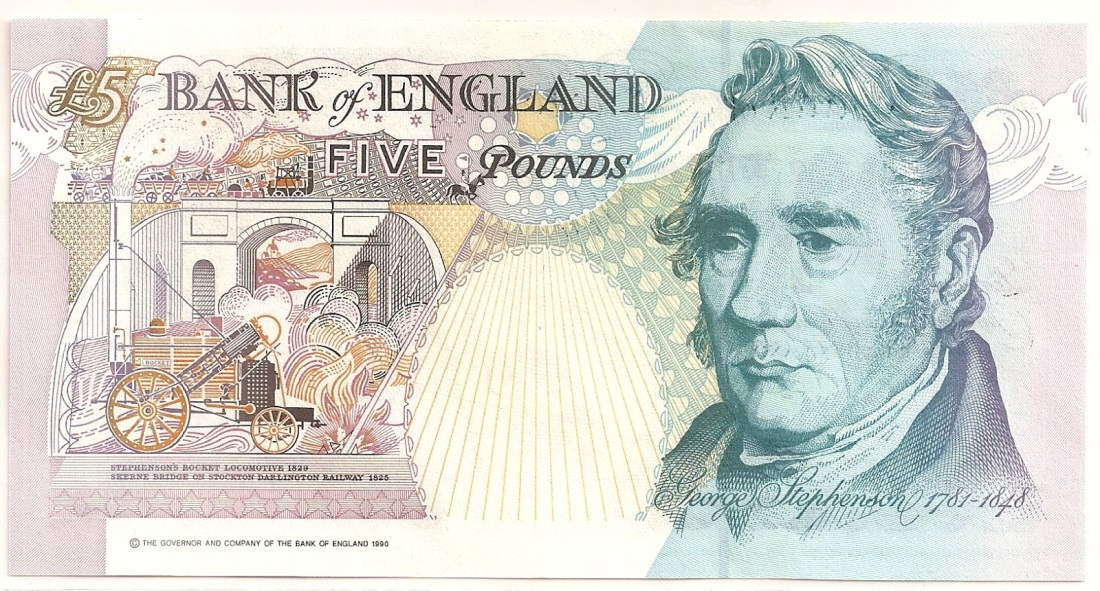 £5 BANK of ENGLAND
FIVE POUNDS
ROCKET
STEPHENSON'S ROCKET LOCOMOTIVE 1829
SKERNE BRIDGE ON STOCKTON DARLINGTON RAILWAY 1825
George Stephenson 1781-1848
© THE GOVERNOR AND COMPANY OF THE BANK OF ENGLAND 1990